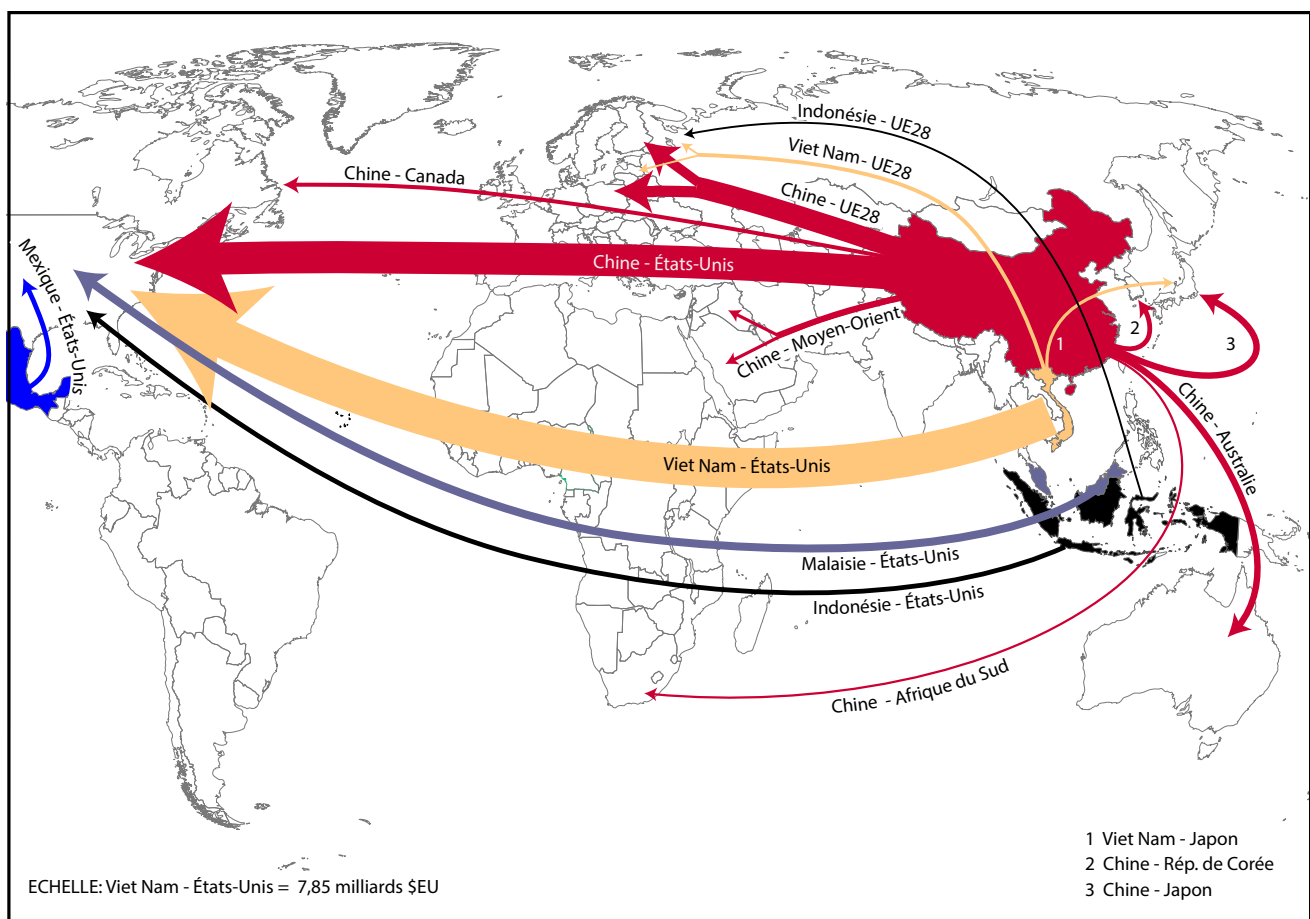 Indonésie - UE28
Viet Nam - UE28
Chine - Canada
Chine - UE28
Mexique - États-Unis
Chine - États-Unis
Chine - Moyen-Orient
1
2
3
Chine - Australie
Viet Nam - États-Unis
Malaisie - États-Unis
Indonésie - États-Unis
Chine - Afrique du Sud
1 Viet Nam - Japon
2 Chine - Rép. de Corée
3 Chine - Japon
ECHELLE: Viet Nam - États-Unis = 7,85 milliards $EU